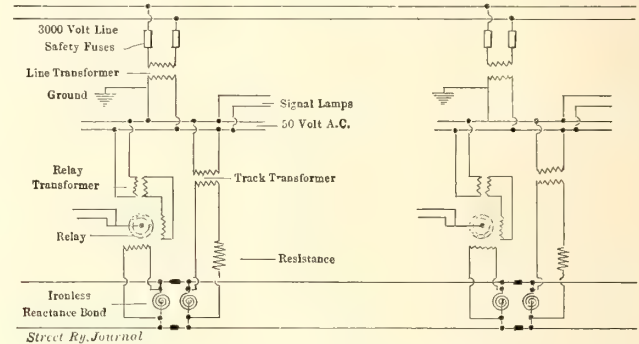 3000 Volt Line
Safety Fuses
Line Transformer
Ground
Signal Lamps
50 Volt A.C.
Relay
Transformer
Track Transformer
Relay
Resistance
Ironless
Reactance Bond
Street Ry. Journal